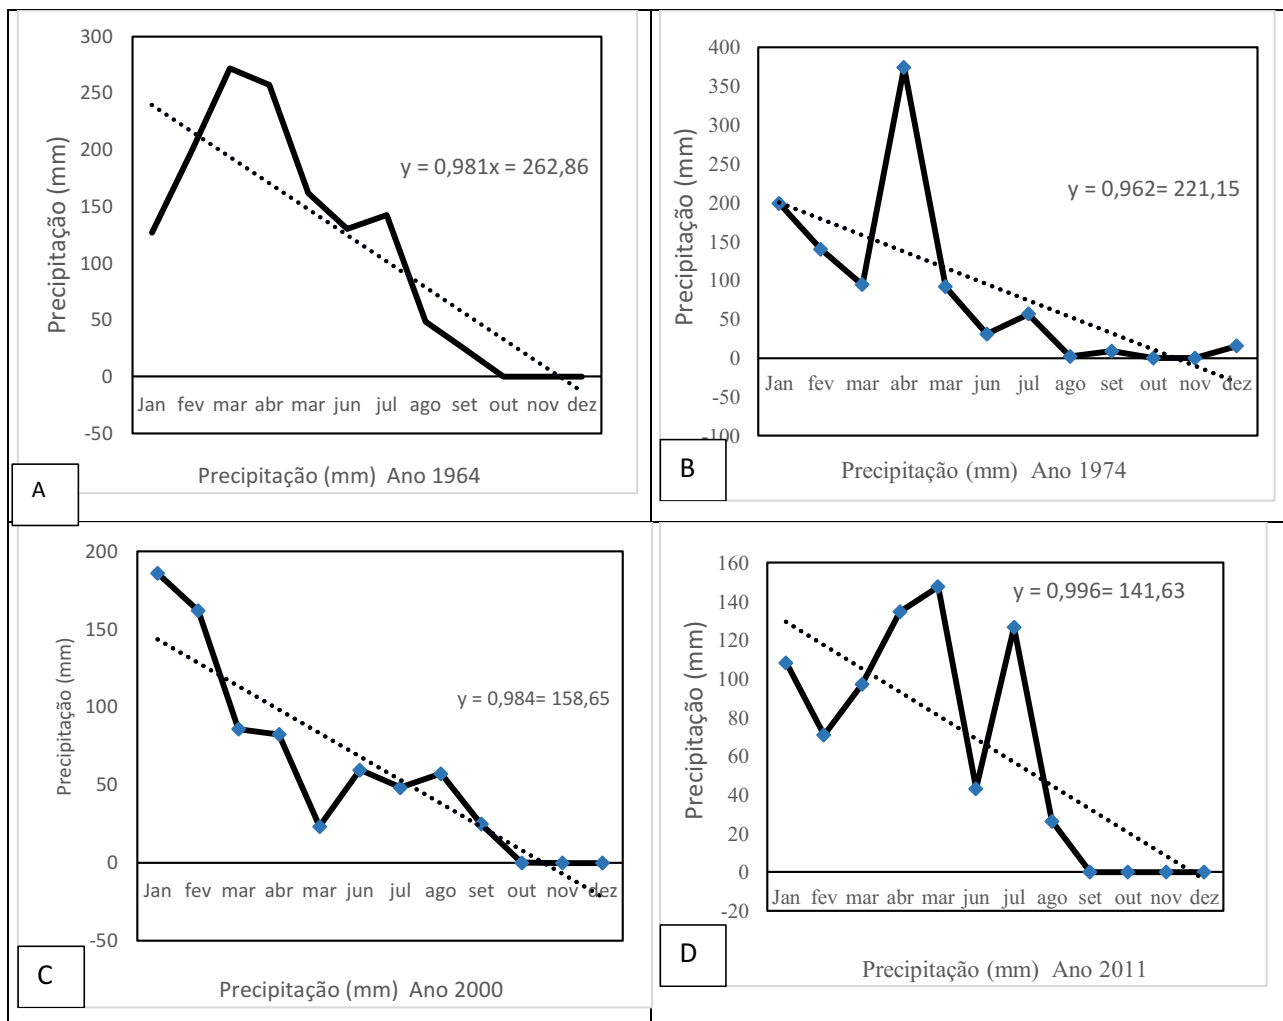 300
250
200
150
100
50
0
-50
Precipitação (mm)
y = 0,981x = 262,86
Jan fev mar abr mar jun jul ago set out nov dez
Precipitação (mm) Ano 1964
A
400
350
300
250
200
150
100
50
0
-50
-100
Precipitação (mm)
y = 0,962= 221,15
Jan fev mar abr mar jun jul ago set out nov dez
Precipitação (mm) Ano 1974
B
200
150
100
50
0
-50
Precipitação (mm)
y = 0,984= 158,65
Jan fev mar abr mar jun jul ago set out nov dez
Precipitação (mm) Ano 2000
C
160
140
120
100
80
60
40
20
0
-20
Precipitação (mm)
y = 0,996= 141,63
Jan fev mar abr mar jun jul ago set out nov dez
Precipitação (mm) Ano 2011
D